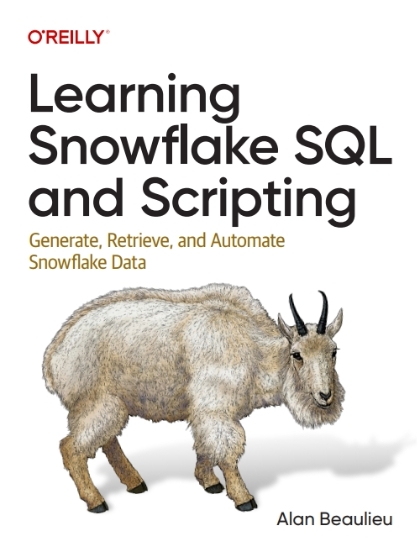 O'REILLY®
Learning
Snowflake SQL
and Scripting
Generate, Retrieve, and Automate
Snowflake Data
Alan Beaulieu